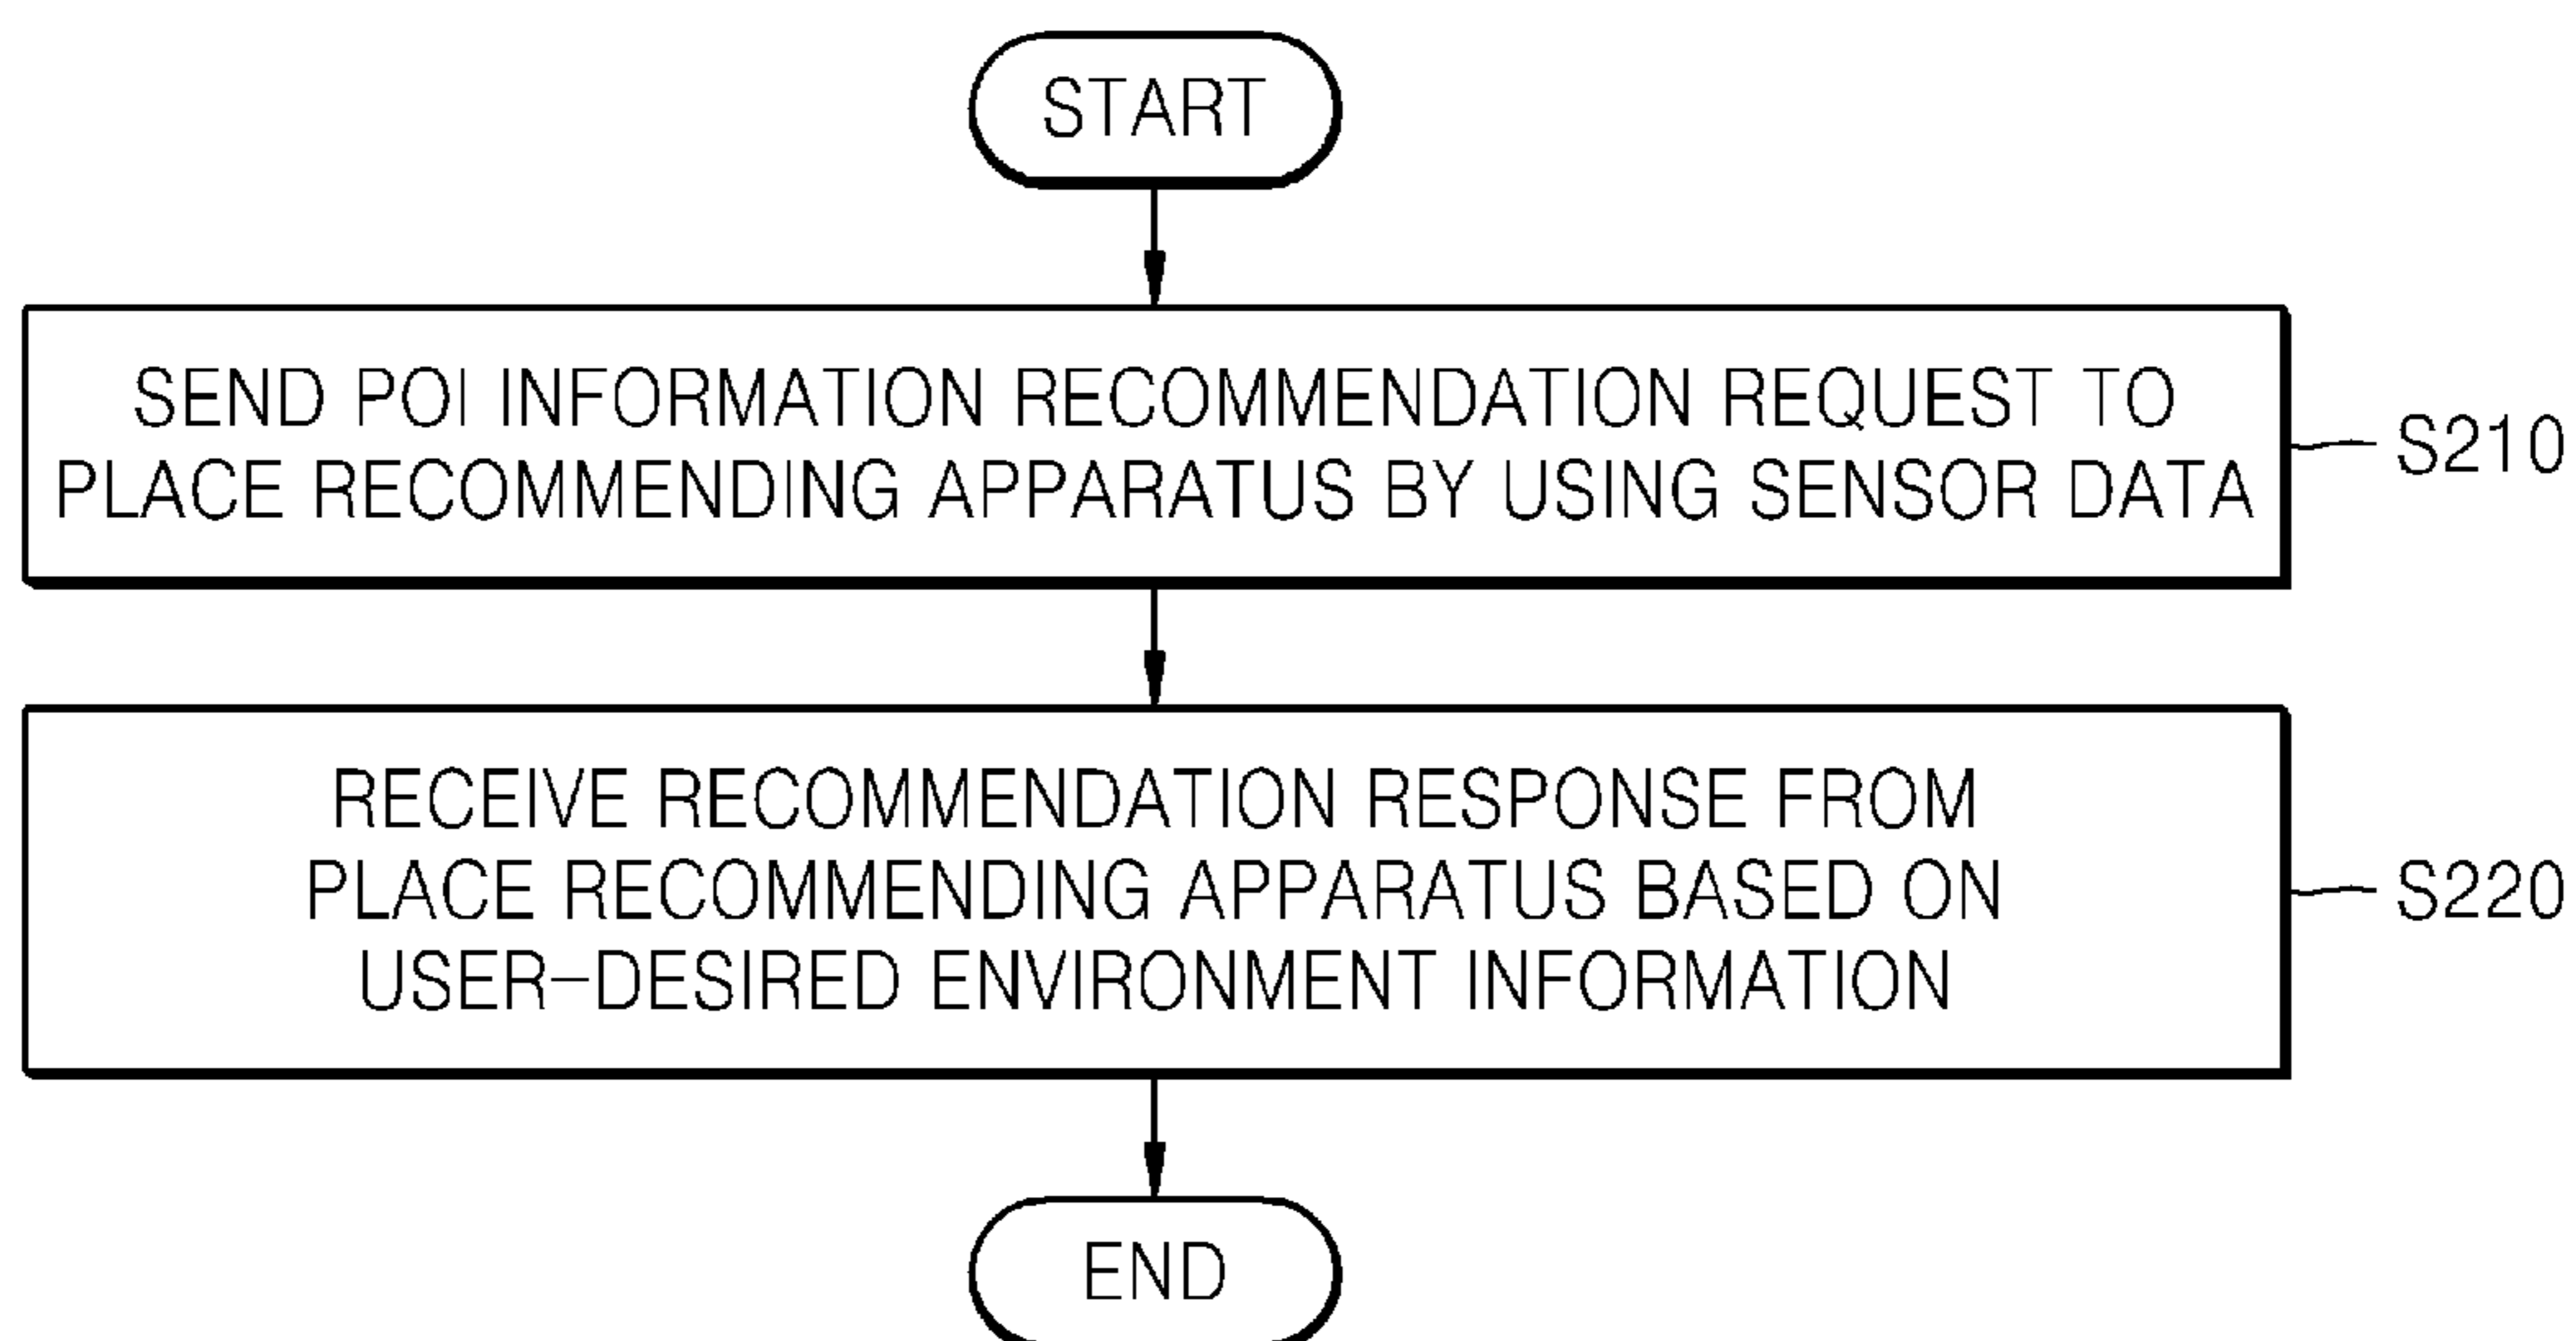 START
SEND POI INFORMATION RECOMMENDATION REQUEST TO
PLACE RECOMMENDING APPARATUS BY USING SENSOR DATA
S210
RECEIVE RECOMMENDATION RESPONSE FROM
PLACE RECOMMENDING APPARATUS BASED ON
USER-DESIRED ENVIRONMENT INFORMATION
S220
END